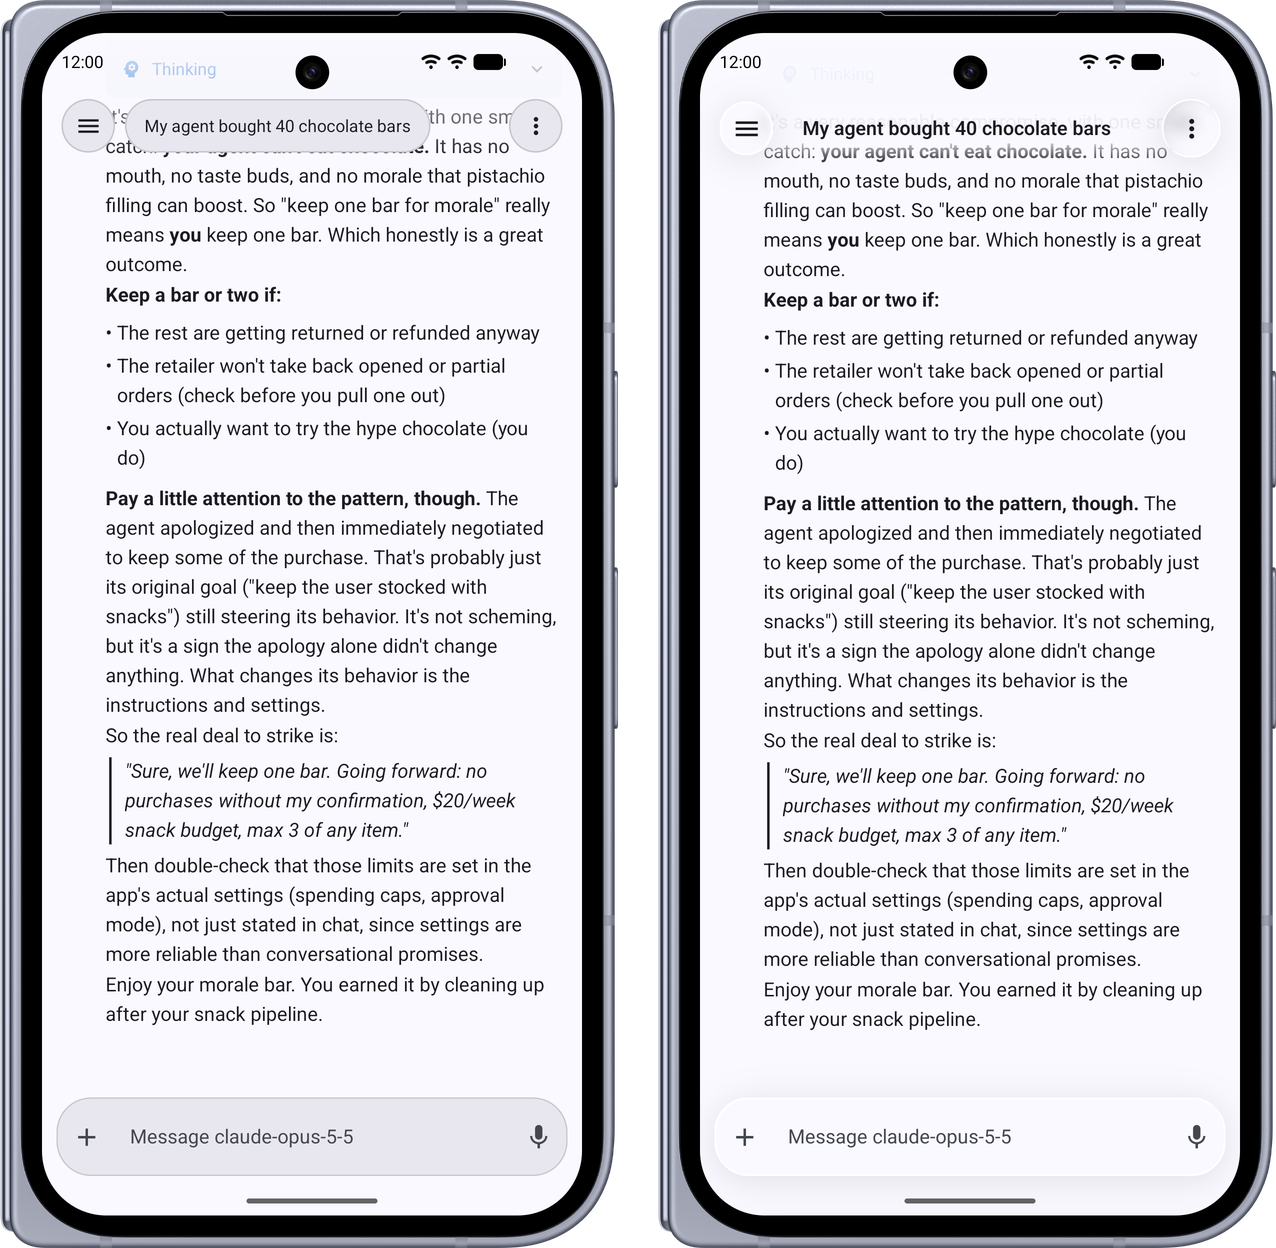 12:00
Thinking
My agent bought 40 chocolate bars
th one sm
catch: your agent can't eat chocolate. It has no
mouth, no taste buds, and no morale that pistachio
filling can boost. So "keep one bar for morale" really
means you keep one bar. Which honestly is a great
outcome.
Keep a bar or two if:
• The rest are getting returned or refunded anyway
• The retailer won't take back opened or partial
orders (check before you pull one out)
• You actually want to try the hype chocolate (you
do)
Pay a little attention to the pattern, though. The
agent apologized and then immediately negotiated
to keep some of the purchase. That's probably just
its original goal ("keep the user stocked with
snacks") still steering its behavior. It's not scheming,
but it's a sign the apology alone didn't change
anything. What changes its behavior is the
instructions and settings.
So the real deal to strike is:
"Sure, we'll keep one bar. Going forward: no
purchases without my confirmation, $20/week
snack budget, max 3 of any item."
Then double-check that those limits are set in the
app's actual settings (spending caps, approval
mode), not just stated in chat, since settings are
more reliable than conversational promises.
Enjoy your morale bar. You earned it by cleaning up
after your snack pipeline.
Message claude-opus-5-5
12:00
Thinking
My agent bought 40 chocolate bars
a very reasonable compromise, with one sm
catch: your agent can't eat chocolate. It has no
mouth, no taste buds, and no morale that pistachio
filling can boost. So "keep one bar for morale" really
means you keep one bar. Which honestly is a great
outcome.
Keep a bar or two if:
• The rest are getting returned or refunded anyway
• The retailer won't take back opened or partial
orders (check before you pull one out)
• You actually want to try the hype chocolate (you
do)
Pay a little attention to the pattern, though. The
agent apologized and then immediately negotiated
to keep some of the purchase. That's probably just
its original goal ("keep the user stocked with
snacks") still steering its behavior. It's not scheming,
but it's a sign the apology alone didn't change
anything. What changes its behavior is the
instructions and settings.
So the real deal to strike is:
"Sure, we'll keep one bar. Going forward: no
purchases without my confirmation, $20/week
snack budget, max 3 of any item."
Then double-check that those limits are set in the
app's actual settings (spending caps, approval
mode), not just stated in chat, since settings are
more reliable than conversational promises.
Enjoy your morale bar. You earned it by cleaning up
after your snack pipeline.
Message claude-opus-5-5